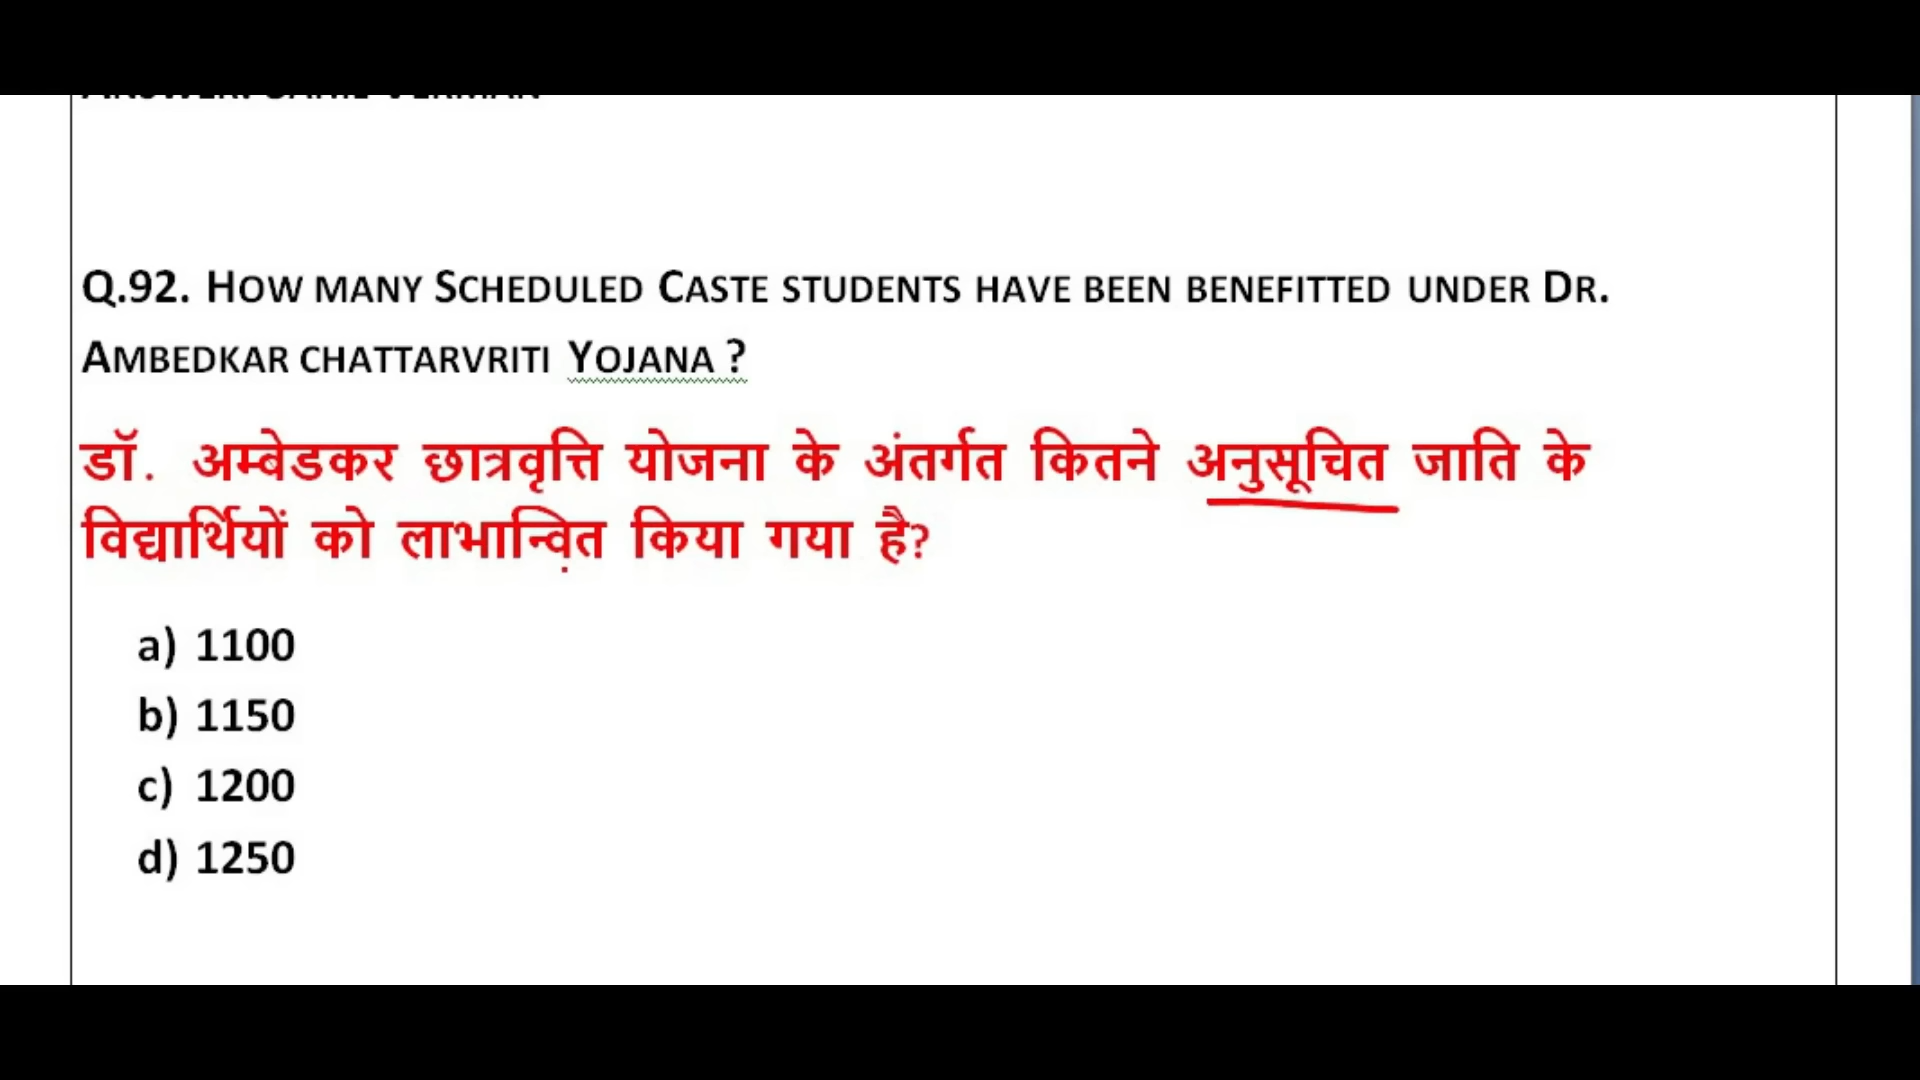 Q.92. HOW MANY SCHEDULED CASTE STUDENTS HAVE BEEN BENEFITTED UNDER DR.
AMBEDKAR CHATTARVRITI YOJANA ?
डॉ. अम्बेडकर छात्रवृत्ति योजना के अंतर्गत कितने अनुसूचित जाति के
विद्यार्थियों को लाभान्वित किया गया है?
a) 1100
b) 1150
c) 1200
d) 1250